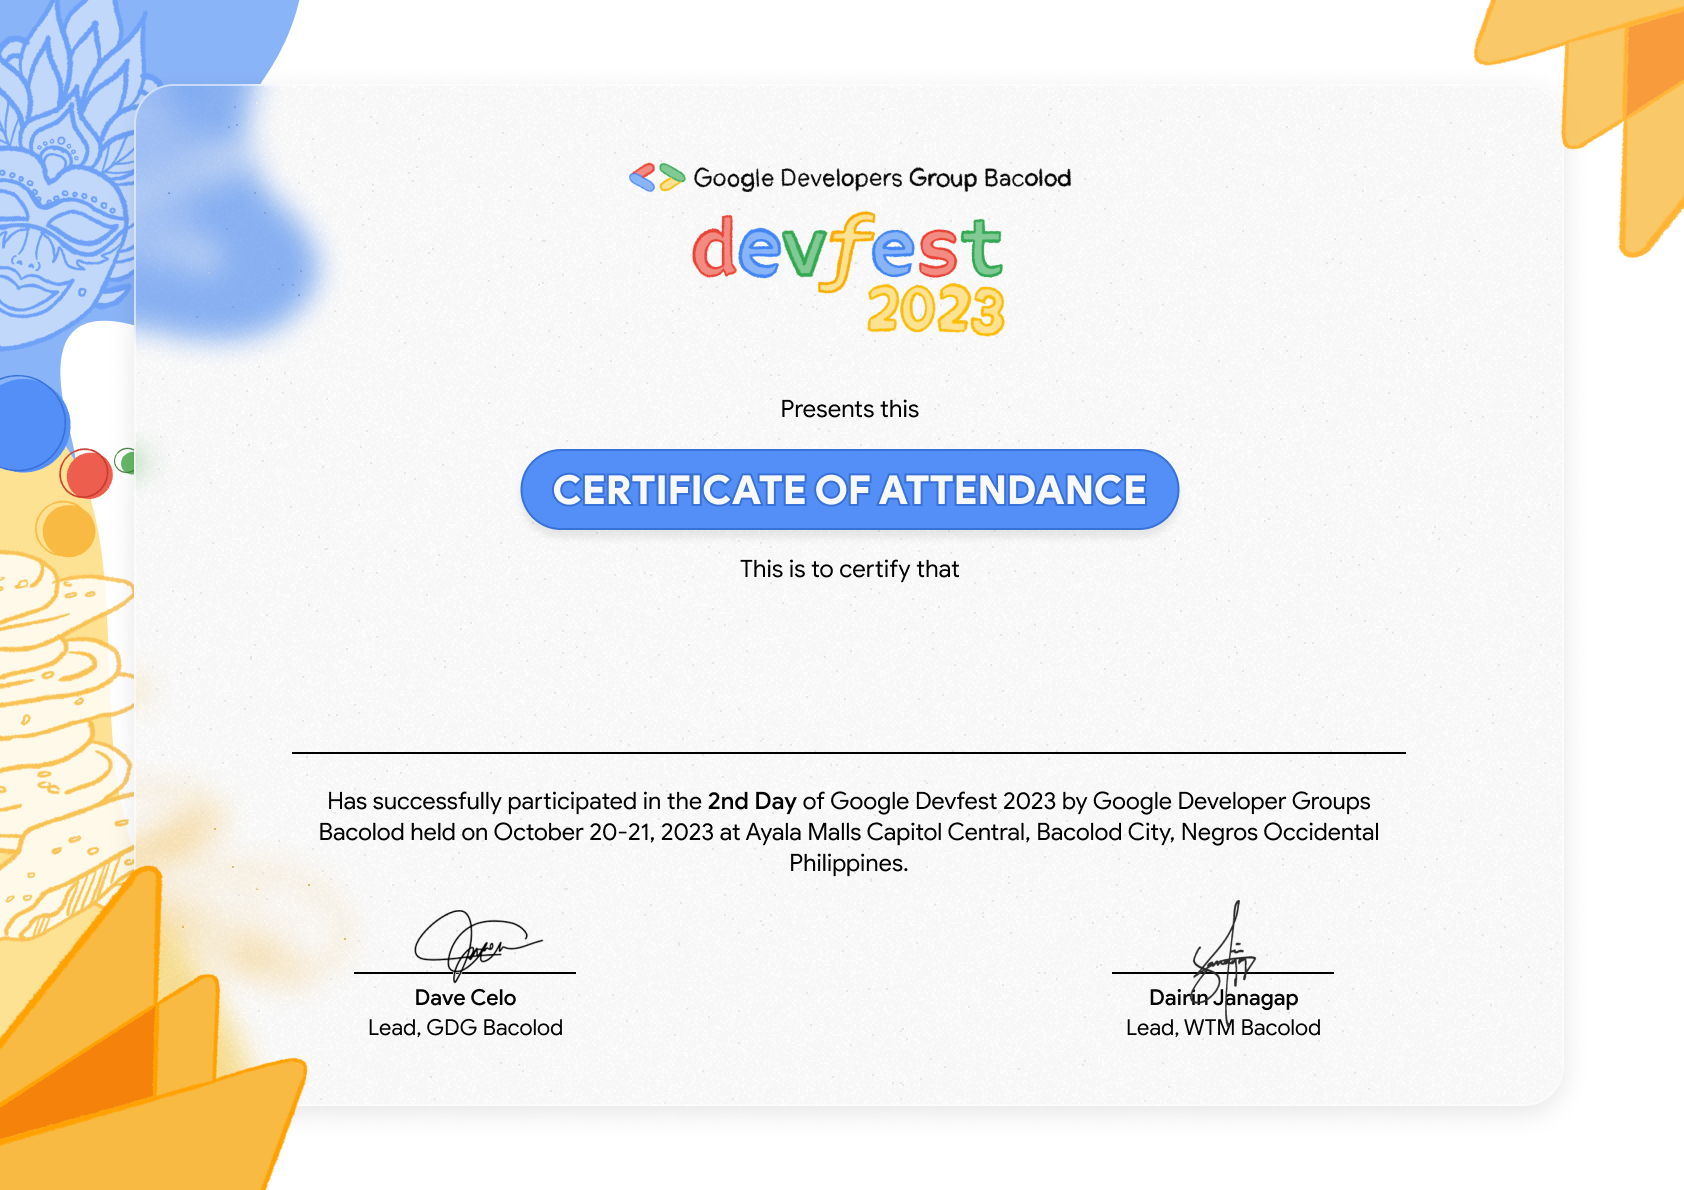 Google Developers Group Bacolod
devfest
2023
Presents this
CERTIFICATE OF ATTENDANCE
This is to certify that
Has successfully participated in the 2nd Day of Google Devfest 2023 by Google Developer Groups
Bacolod held on October 20-21, 2023 at Ayala Malls Capitol Central, Bacolod City, Negros Occidental
Philippines.
Dave Celo
Lead, GDG Bacolod
Dairin Janagap
Lead, WTM Bacolod